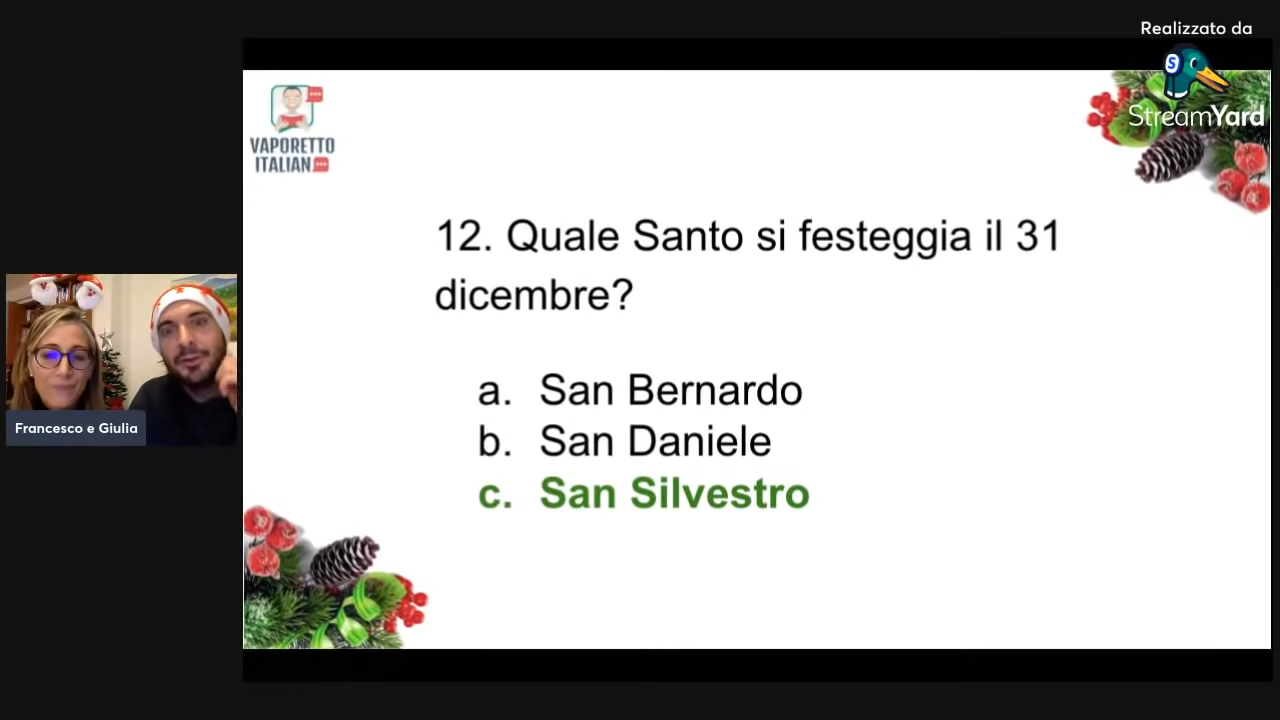 Realizzato da
StreamYard
VAPORETTO
ITALIAN
12. Quale Santo si festeggia il 31
dicembre?
a. San Bernardo
b. San Daniele
c. San Silvestro
Francesco e Giulia